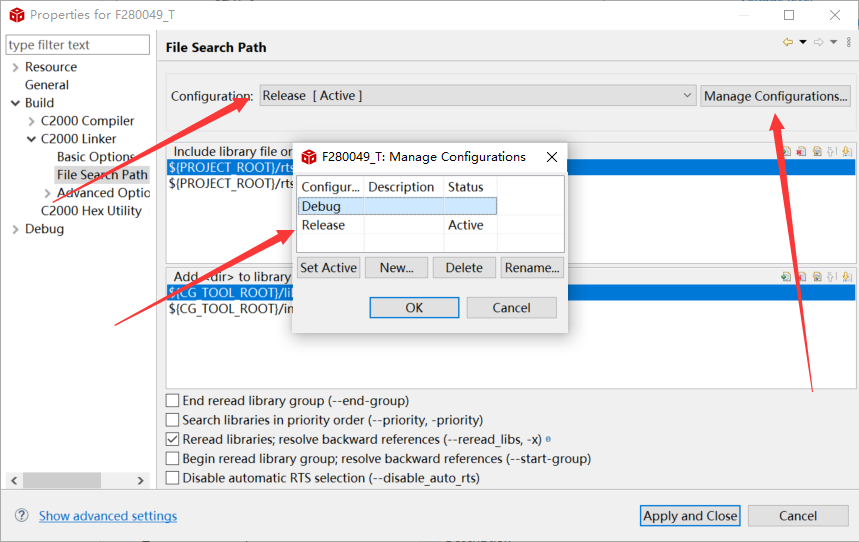 Properties for F280049_T
type filter text
File Search Path
Resource
General
Build
C2000 Compiler
C2000 Linker
Basic Options
File Search Path
Advanced Optio
C2000 Hex Utility
Debug
Configuration:
Release [ Active ]
Manage Configurations...
Include library file or
${PROJECT_ROOT}/rts
${PROJECT_ROOT}/rts
F280049_T: Manage Configurations
Configur... Description Status
Debug
Release Active
Set Active New... Delete Rename...
OK Cancel
Add <dir> to library
${CG_TOOL_ROOT}/li
${CG_TOOL_ROOT}/in
End reread library group (--end-group)
Search libraries in priority order (--priority, -priority)
Reread libraries; resolve backward references (--reread_libs, -x)
Begin reread library group; resolve backward references (--start-group)
Disable automatic RTS selection (--disable_auto_rts)
Show advanced settings
Apply and Close Cancel